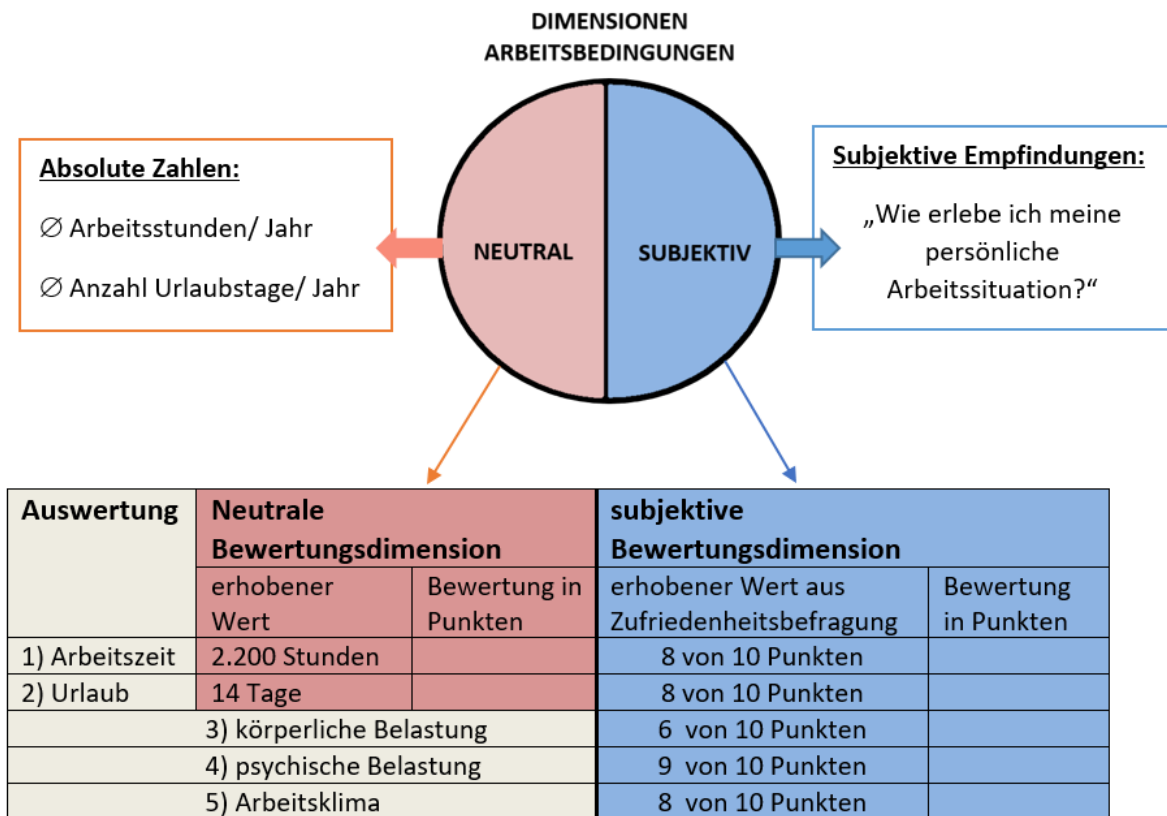 DIMENSIONEN
ARBEITSBEDINGUNGEN
Absolute Zahlen:
∅ Arbeitsstunden/ Jahr
∅ Anzahl Urlaubstage/ Jahr
NEUTRAL
SUBJEKTIV
Subjektive Empfindungen:
„Wie erlebe ich meine
persönliche
Arbeitssituation?“
Auswertung
Neutrale
Bewertungsdimension
subjektive
Bewertungsdimension
erhobener
Wert
Bewertung in
Punkten
erhobener Wert aus
Zufriedenheitsbefragung
Bewertung
in Punkten
1) Arbeitszeit 2.200 Stunden 8 von 10 Punkten
2) Urlaub 14 Tage 8 von 10 Punkten
3) körperliche Belastung 6 von 10 Punkten
4) psychische Belastung 9 von 10 Punkten
5) Arbeitsklima 8 von 10 Punkten